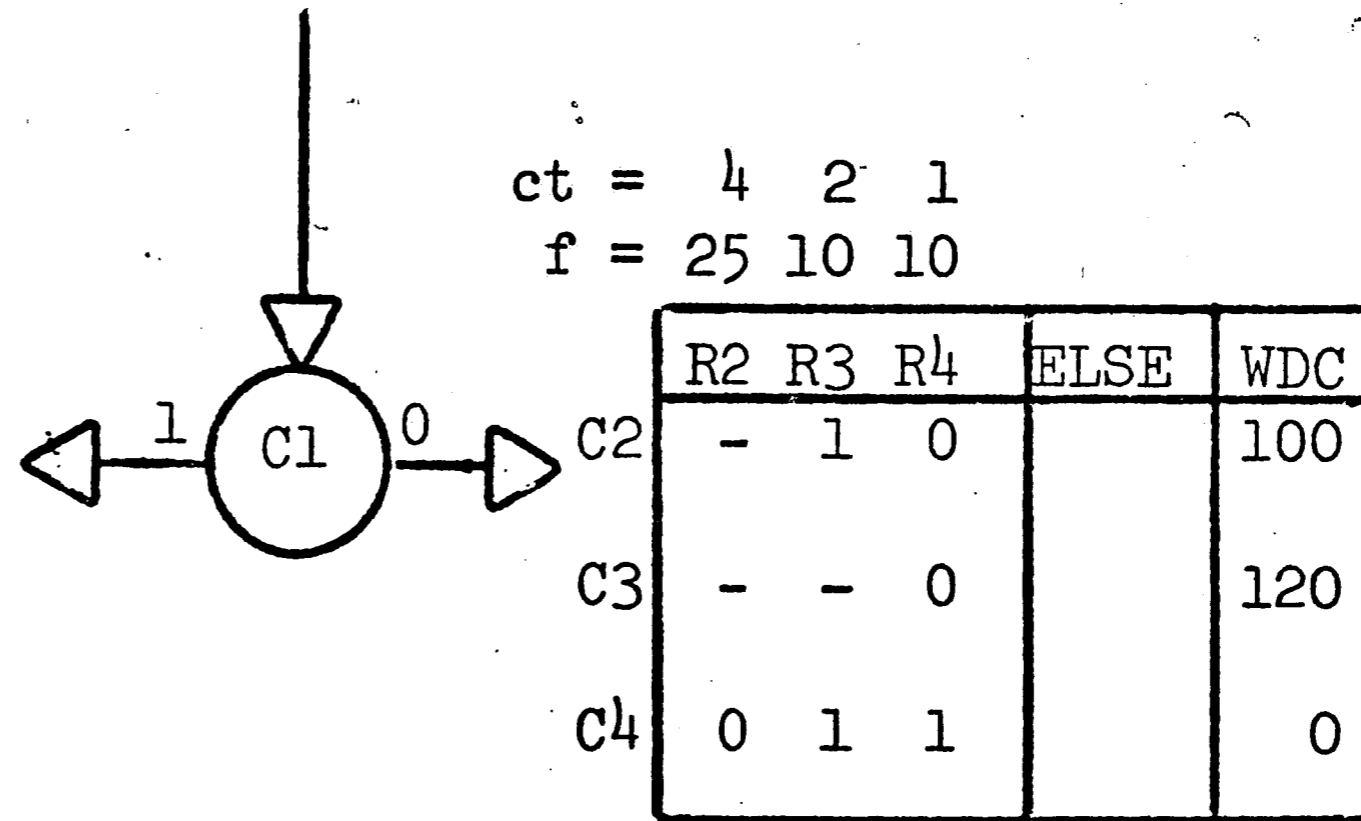 ct = 4 2 1
f = 25 10 10
R2 R3 R4 ELSE WDC
1 C1 0 C2 - 1 0 100
C3 - - 0 120
C4 0 1 1 0